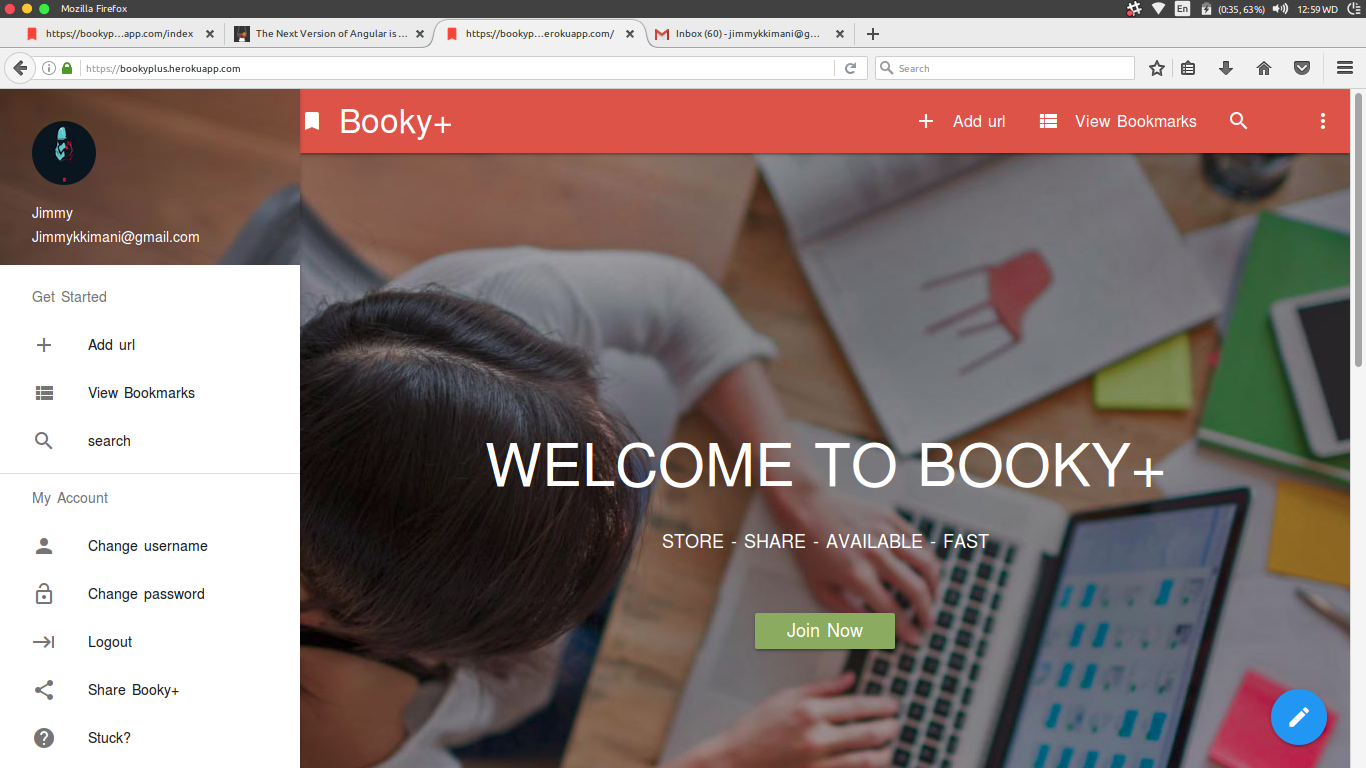 Mozilla Firefox
En
(0:35, 63%)
12:59 WD
https://bookyp...app.com/index
The Next Version of Angular is ...
https://bookyp...erokuapp.com/
Inbox (60) - jimmykkimani@g...
https://bookyplus.herokuapp.com
Search
Booky+
Add url
View Bookmarks
Jimmy
Jimmykkimani@gmail.com
Get Started
Add url
View Bookmarks
search
My Account
Change username
Change password
Logout
Share Booky+
Stuck?
WELCOME TO BOOKY+
STORE - SHARE - AVAILABLE - FAST
Join Now